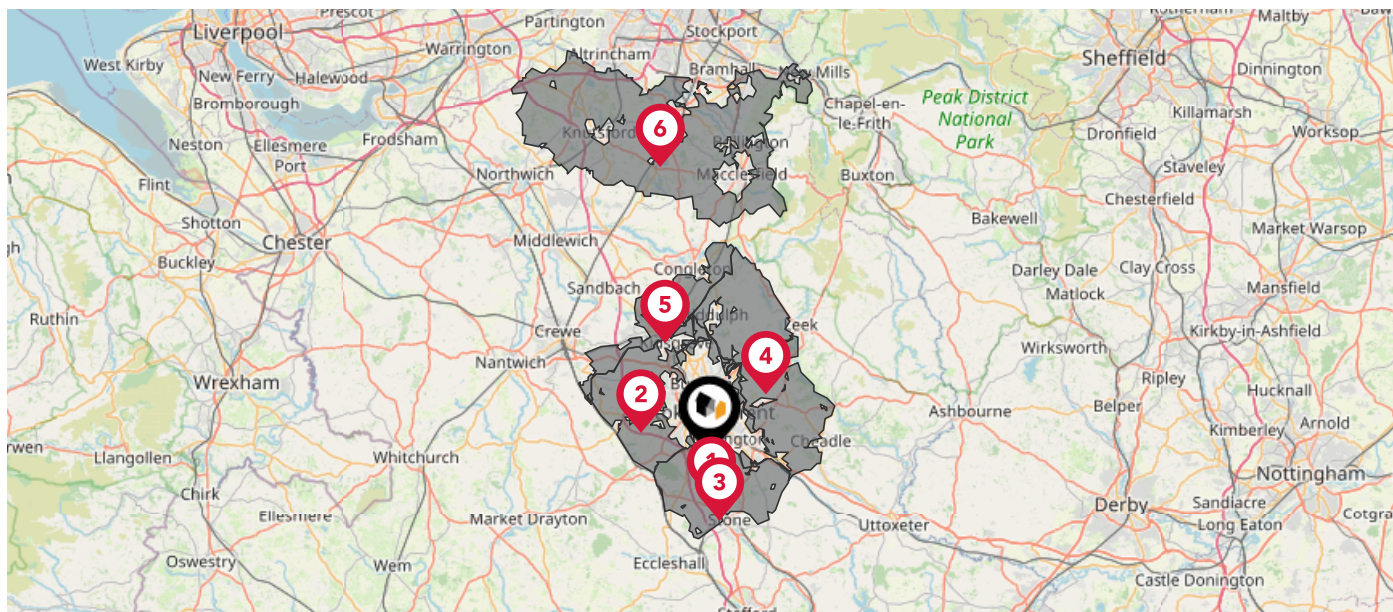 Prescot
Partington
Stockport
Maltby
Liverpool
Warrington
Altrincham
Sheffield
West Kirby
New Ferry
Halewood
Bramhall
New Mills
Dinnington
Bromborough
Chapel-en-
le-Frith
Peak District
National
Park
Killamarsh
Neston
Ellesmere
Port
Frodsham
Knutsford
6
Dronfield
Worksop
Flint
Northwich
Macclesfield
Buxton
Staveley
Chesterfield
Shotton
Bakewell
Chester
Middlewich
Market Warsop
Buckley
Congleton
Darley Dale
Clay Cross
Sandbach
Matlock
Mansfield
Ruthin
5
Crewe
Leek
Kirkby-in-Ashfield
Nantwich
4
Wirksworth
Wrexham
Ripley
Hucknall
2
Ashbourne
Belper
Arnold
Kimberley
Llangollen
Whitchurch
Cheadle
1
Nottingham
3
Chirk
Derby
Sandiacre
Ellesmere
Market Drayton
Stone
Uttoxeter
Long Eaton
Oswestry
Wem
Eccleshall
Castle Donington
Stafford